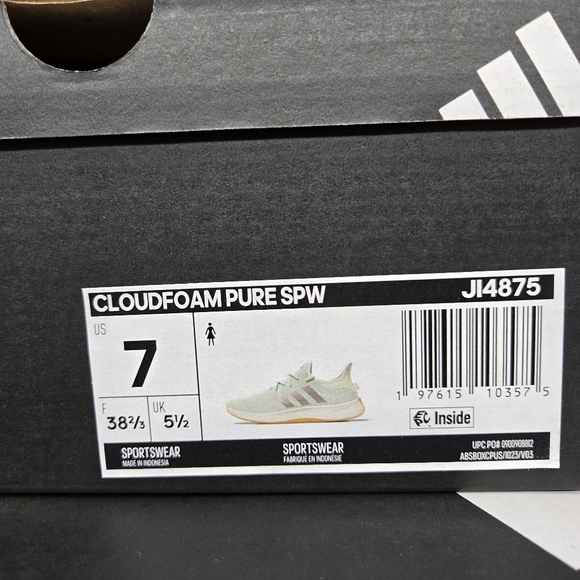 CLOUDFOAM PURE SPW JI4875
US
7
F
38⅔
UK
5½
1 97615 10357 5
Inside
SPORTSWEAR
MADE IN INDONESIA
SPORTSWEAR
FABRIQUÉ EN INDONÉSIE
UPC PO# 0900908812
ABSBOXCPUS/1023/V03